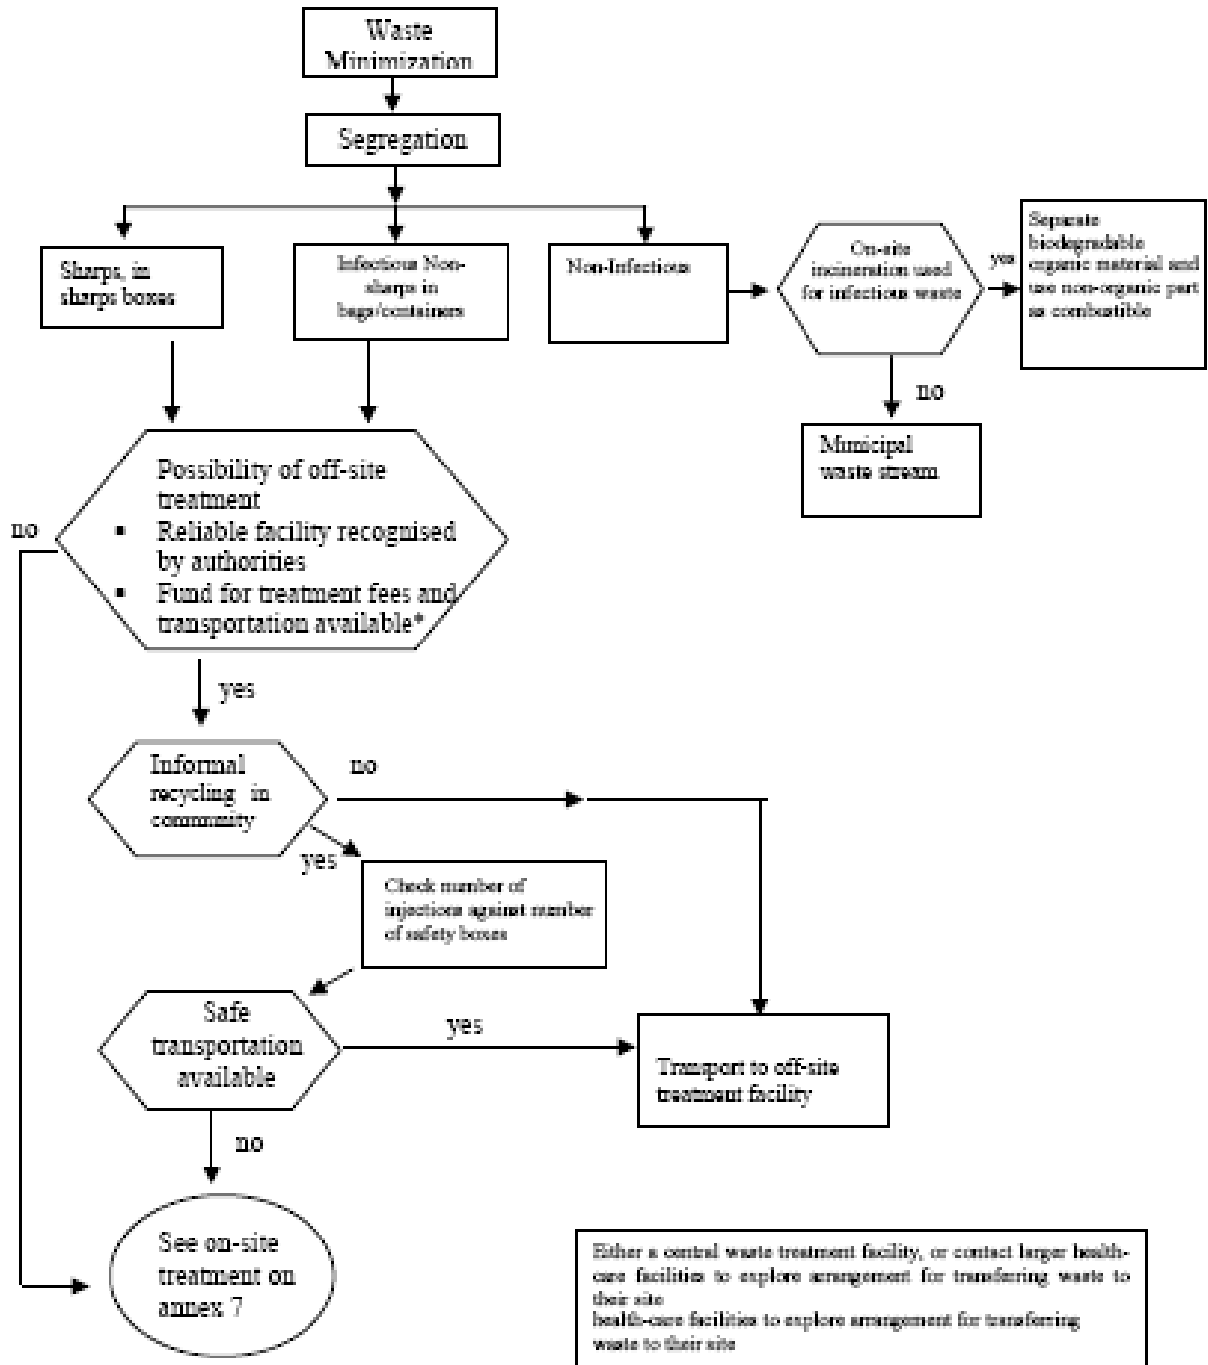 Waste
Minimization
Segregation
Sharps, in
sharps boxes
Infectious Non-
sharps in
bags/containers
Non-Infectious
On-site
incineration used
for infectious waste
yes
Separate
biodegradable
organic material and
use non-organic part
as combustible
no
Municipal
waste stream
Possibility of off-site
treatment
▪ Reliable facility recognised
by authorities
▪ Fund for treatment fees and
transportation available*
no
yes
Informal
recycling in
community
no
yes
Check number of
injections against number
of safety boxes
Safe
transportation
available
yes
Transport to off-site
treatment facility
no
See on-site
treatment on
annex 7
Either a central waste treatment facility, or contact larger health-
care facilities to explore arrangement for transferring waste to
their site
health-care facilities to explore arrangement for transferring
waste to their site